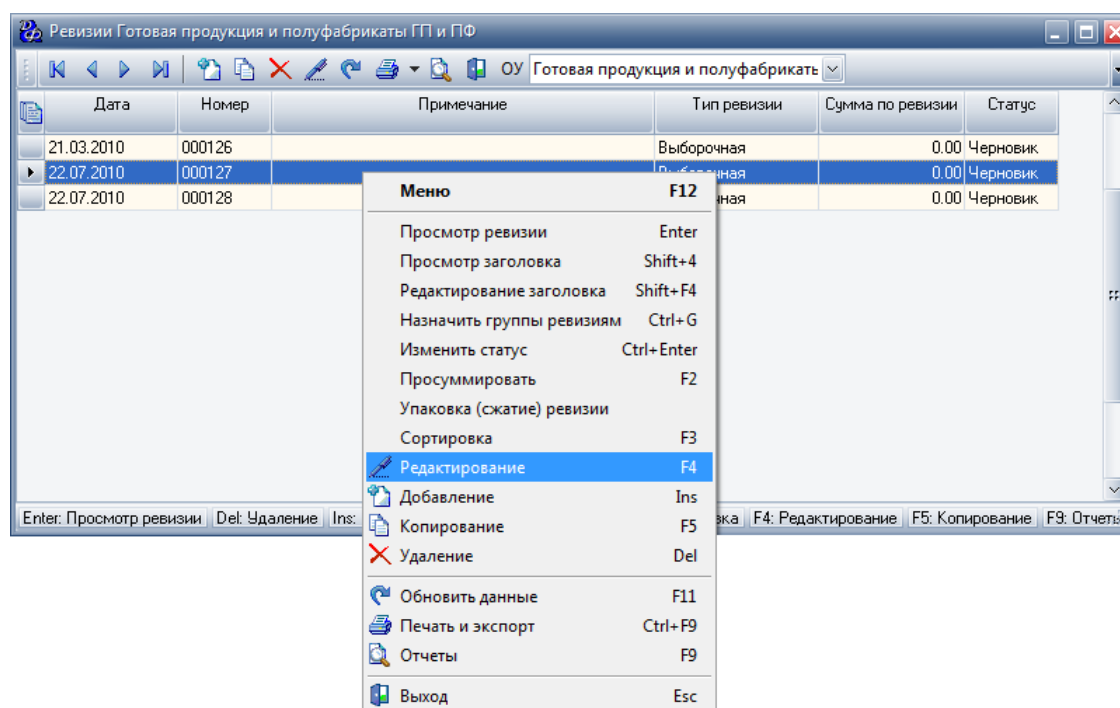 Ревизии Готовая продукция и полуфабрикаты ГП и ПФ
ОУ Готовая продукция и полуфабрикать
Дата Номер Примечание Тип ревизии Сумма по ревизии Статус
21.03.2010 000126 Выборочная 0.00 Черновик
22.07.2010 000127 Выборочная 0.00 Черновик
22.07.2010 000128 чная 0.00 Черновик
Меню F12
Просмотр ревизии Enter
Просмотр заголовка Shift+4
Редактирование заголовка Shift+F4
Назначить группы ревизиям Ctrl+G
Изменить статус Ctrl+Enter
Просуммировать F2
Упаковка (сжатие) ревизии
Сортировка F3
Редактирование F4
Добавление Ins
Копирование F5
Удаление Del
Обновить данные F11
Печать и экспорт Ctrl+F9
Отчеты F9
Выход Esc
Enter: Просмотр ревизии Del: Удаление Ins: вка F4: Редактирование F5: Копирование F9: Отчеты